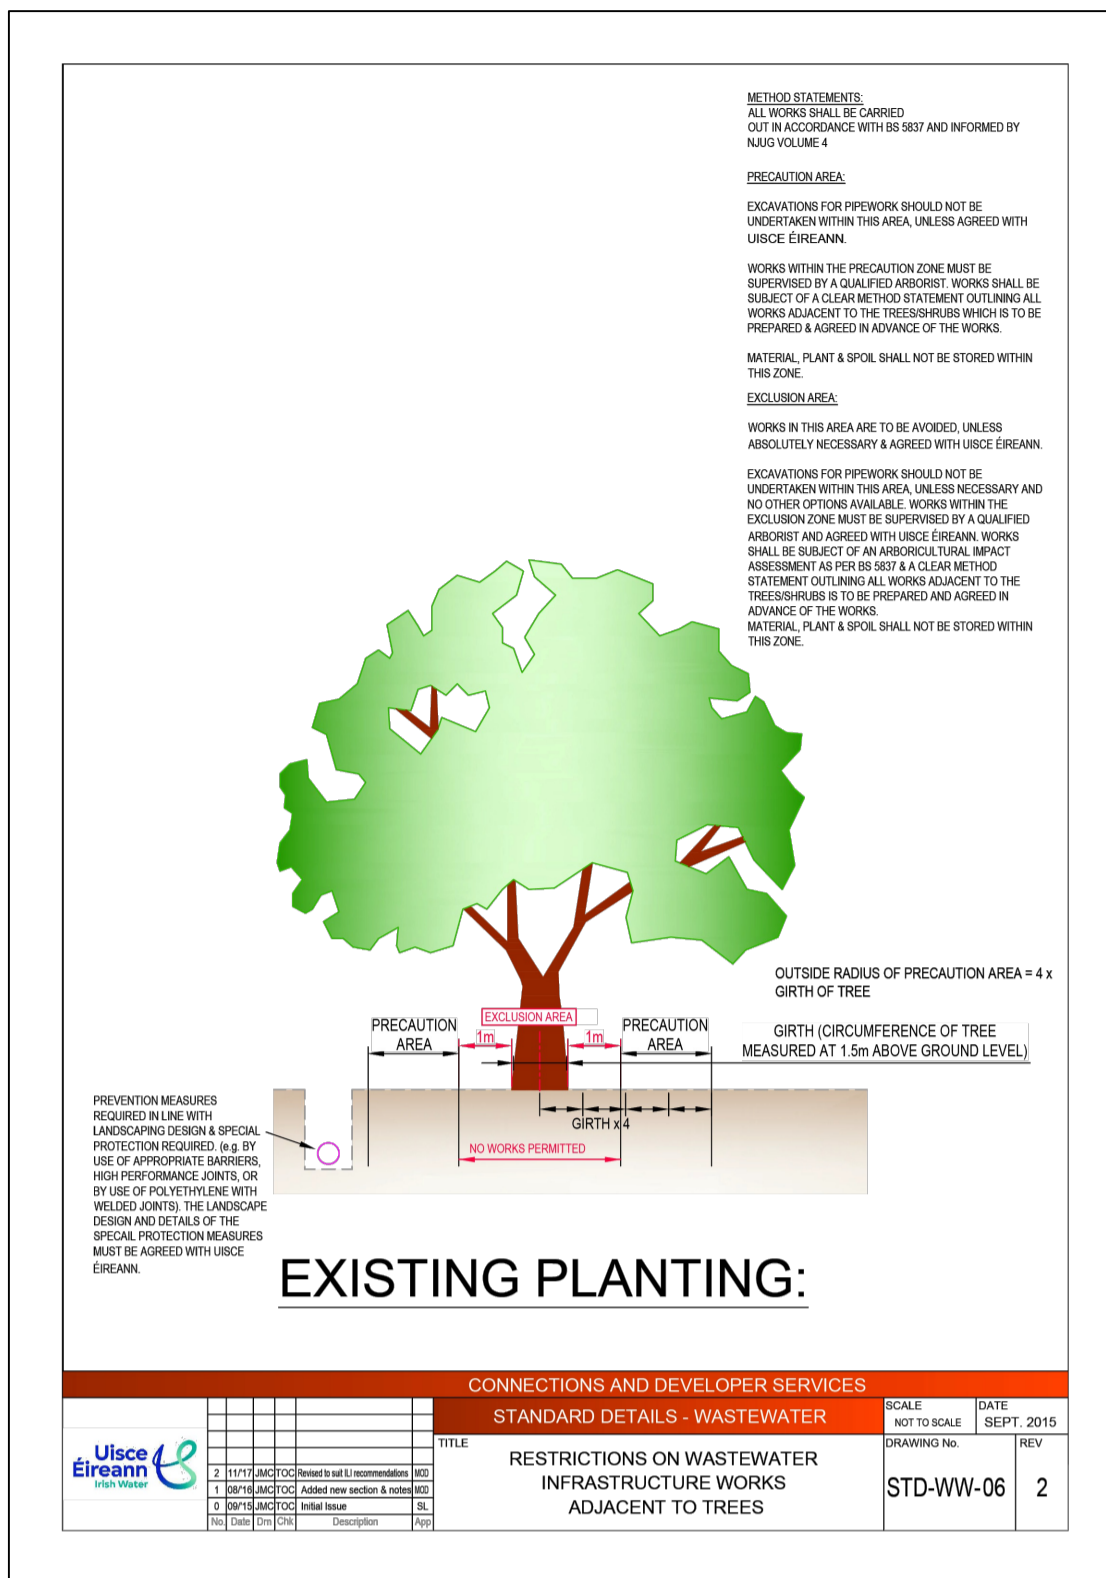 METHOD STATEMENTS:
ALL WORKS SHALL BE CARRIED
OUT IN ACCORDANCE WITH BS 5837 AND INFORMED BY
NJUG VOLUME 4
PRECAUTION AREA:
EXCAVATIONS FOR PIPEWORK SHOULD NOT BE
UNDERTAKEN WITHIN THIS AREA, UNLESS AGREED WITH
UISCE ÉIREANN.
WORKS WITHIN THE PRECAUTION ZONE MUST BE
SUPERVISED BY A QUALIFIED ARBORIST. WORKS SHALL BE
SUBJECT OF A CLEAR METHOD STATEMENT OUTLINING ALL
WORKS ADJACENT TO THE TREES/SHRUBS WHICH IS TO BE
PREPARED & AGREED IN ADVANCE OF THE WORKS.
MATERIAL, PLANT & SPOIL SHALL NOT BE STORED WITHIN
THIS ZONE.
EXCLUSION AREA:
WORKS IN THIS AREA ARE TO BE AVOIDED, UNLESS
ABSOLUTELY NECESSARY & AGREED WITH UISCE ÉIREANN.
EXCAVATIONS FOR PIPEWORK SHOULD NOT BE
UNDERTAKEN WITHIN THIS AREA, UNLESS NECESSARY AND
NO OTHER OPTIONS AVAILABLE. WORKS WITHIN THE
EXCLUSION ZONE MUST BE SUPERVISED BY A QUALIFIED
ARBORIST AND AGREED WITH UISCE ÉIREANN. WORKS
SHALL BE SUBJECT OF AN ARBORICULTURAL IMPACT
ASSESSMENT AS PER BS 5837 & A CLEAR METHOD
STATEMENT OUTLINING ALL WORKS ADJACENT TO THE
TREES/SHRUBS IS TO BE PREPARED AND AGREED IN
ADVANCE OF THE WORKS.
MATERIAL, PLANT & SPOIL SHALL NOT BE STORED WITHIN
THIS ZONE.
OUTSIDE RADIUS OF PRECAUTION AREA = 4 x
GIRTH OF TREE
EXCLUSION AREA
PRECAUTION
AREA
1m
1m
PRECAUTION
AREA
GIRTH (CIRCUMFERENCE OF TREE
MEASURED AT 1.5m ABOVE GROUND LEVEL)
GIRTH x 4
NO WORKS PERMITTED
PREVENTION MEASURES
REQUIRED IN LINE WITH
LANDSCAPING DESIGN & SPECIAL
PROTECTION REQUIRED. (e.g. BY
USE OF APPROPRIATE BARRIERS,
HIGH PERFORMANCE JOINTS, OR
BY USE OF POLYETHYLENE WITH
WELDED JOINTS). THE LANDSCAPE
DESIGN AND DETAILS OF THE
SPECAIL PROTECTION MEASURES
MUST BE AGREED WITH UISCE
ÉIREANN.
EXISTING PLANTING:
CONNECTIONS AND DEVELOPER SERVICES
STANDARD DETAILS - WASTEWATER
SCALE
NOT TO SCALE
DATE
SEPT. 2015
Uisce
Éireann
Irish Water
2 11/17 JMC TOC Revised to suit ILI recommendations MOD
1 08/16 JMC TOC Added new section & notes MOD
0 09/15 JMC TOC Initial Issue SL
No. Date Drn Chk Description App
TITLE
RESTRICTIONS ON WASTEWATER
INFRASTRUCTURE WORKS
ADJACENT TO TREES
DRAWING No.
STD-WW-06
REV
2